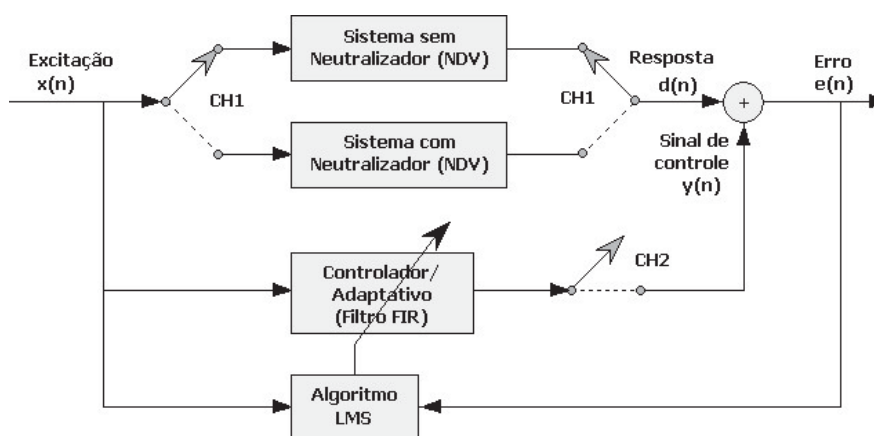 Excitação
x(n)
CH1
Sistema sem
Neutralizador (NDV)
Sistema com
Neutralizador (NDV)
CH1
Resposta
d(n)
+
Erro
e(n)
Sinal de
controle
y(n)
Controlador
Adaptativo
(Filtro FIR)
CH2
Algoritmo
LMS